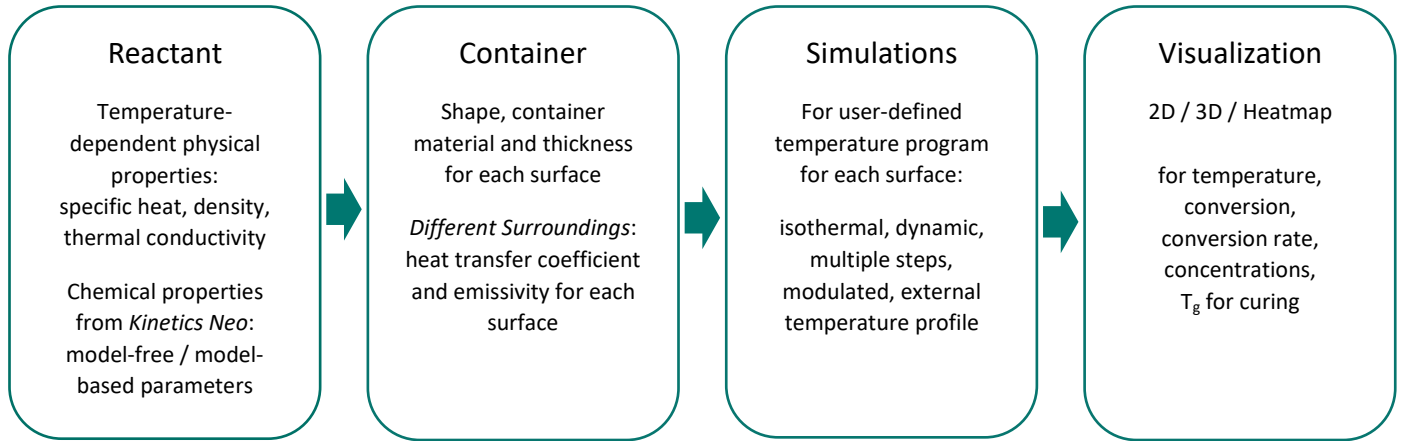 Reactant
Temperature-
dependent physical
properties:
specific heat, density,
thermal conductivity
Chemical properties
from Kinetics Neo:
model-free / model-
based parameters
Container
Shape, container
material and thickness
for each surface
Different Surroundings:
heat transfer coefficient
and emissivity for each
surface
Simulations
For user-defined
temperature program
for each surface:
isothermal, dynamic,
multiple steps,
modulated, external
temperature profile
Visualization
2D / 3D / Heatmap
for temperature,
conversion,
conversion rate,
concentrations,
Tg for curing